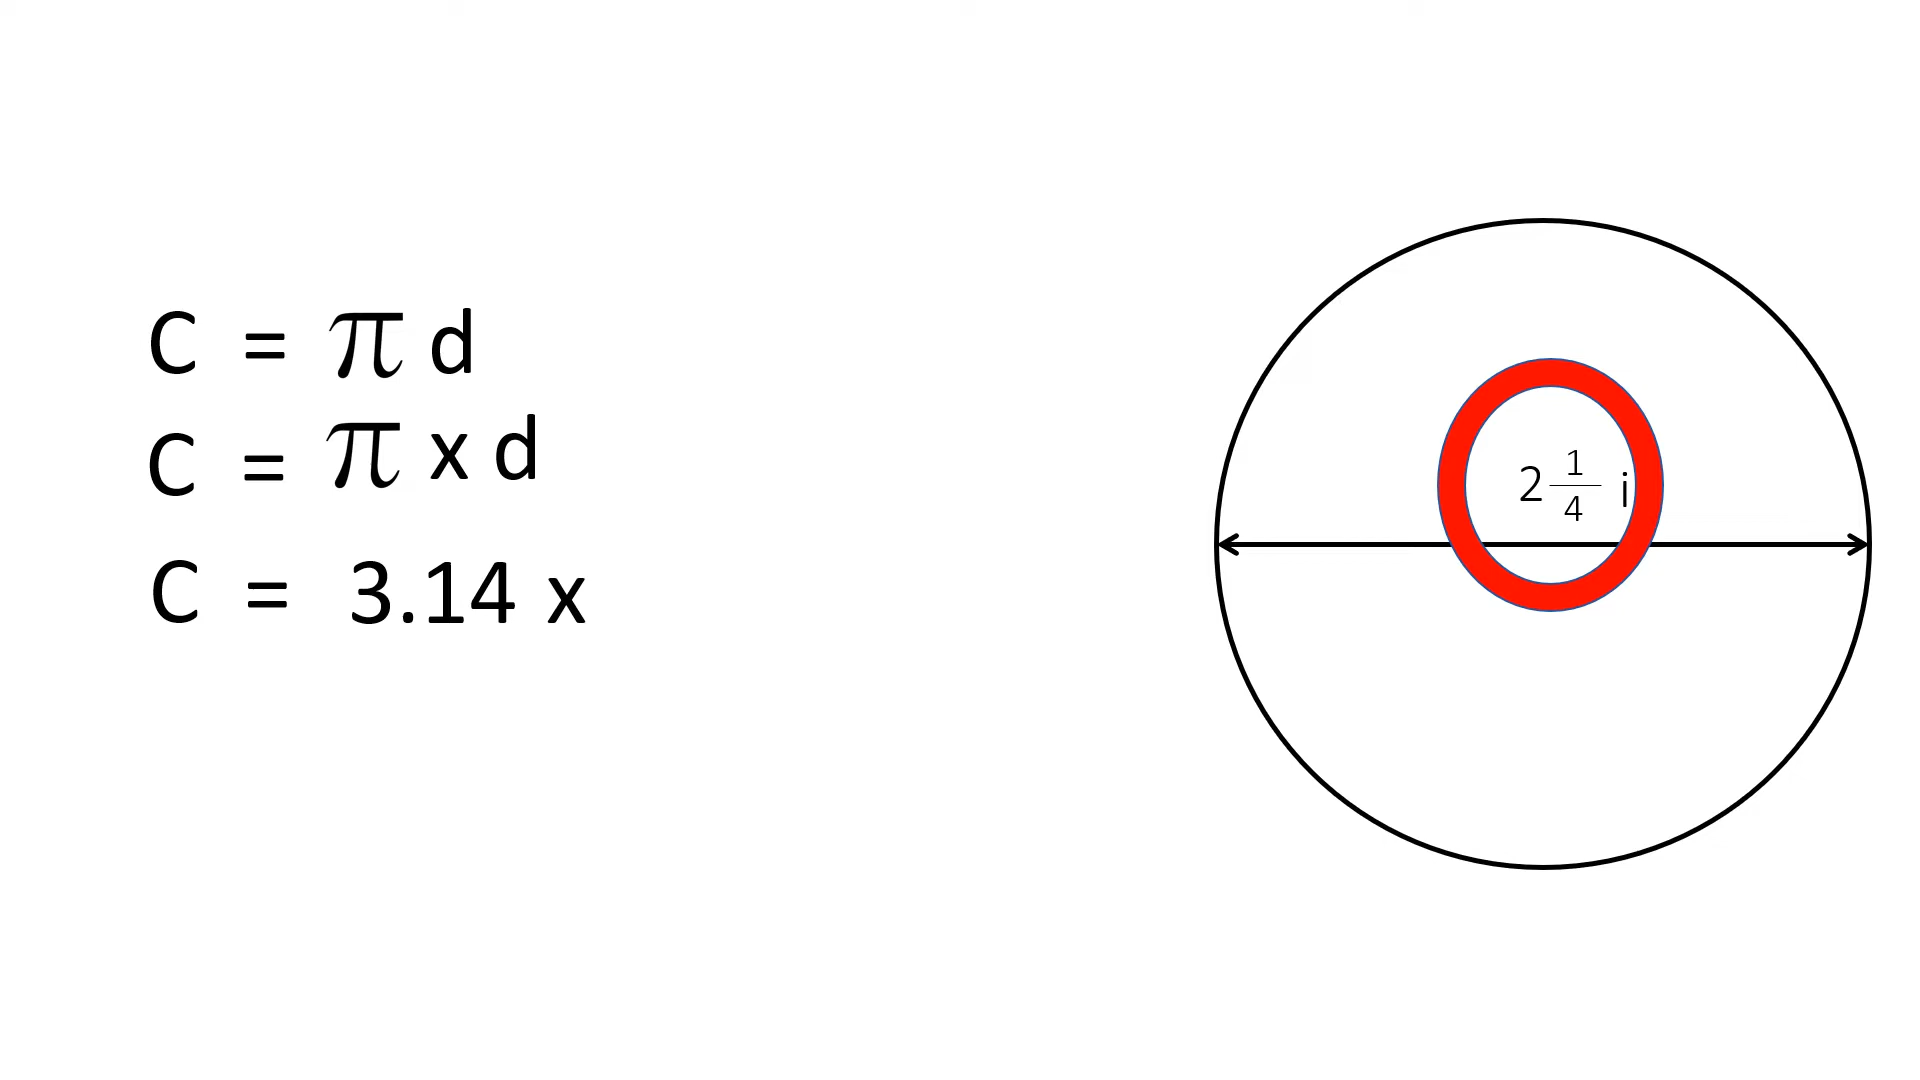 C = π d
C = π x d
C = 3.14 x
2 1/4 i